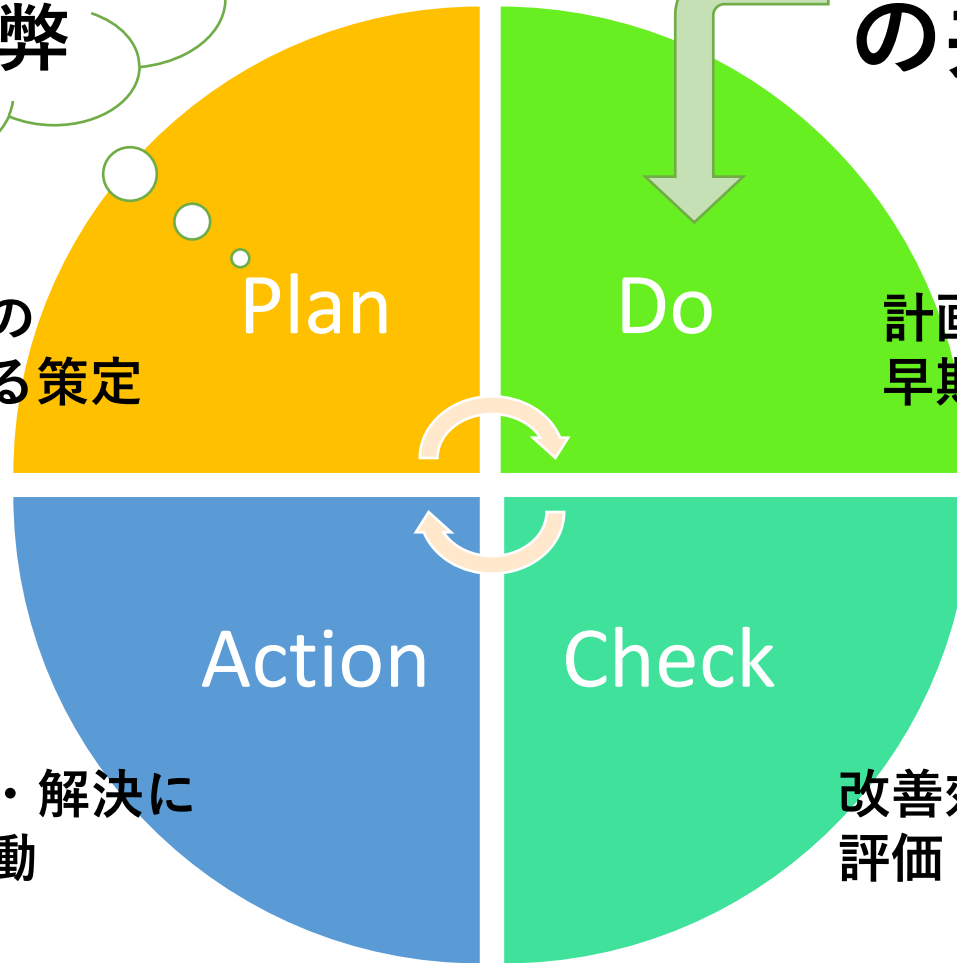 弊
の
Plan
Do
の
る策定
計画
早期
Action
Check
・解決に
動
改善効
評価